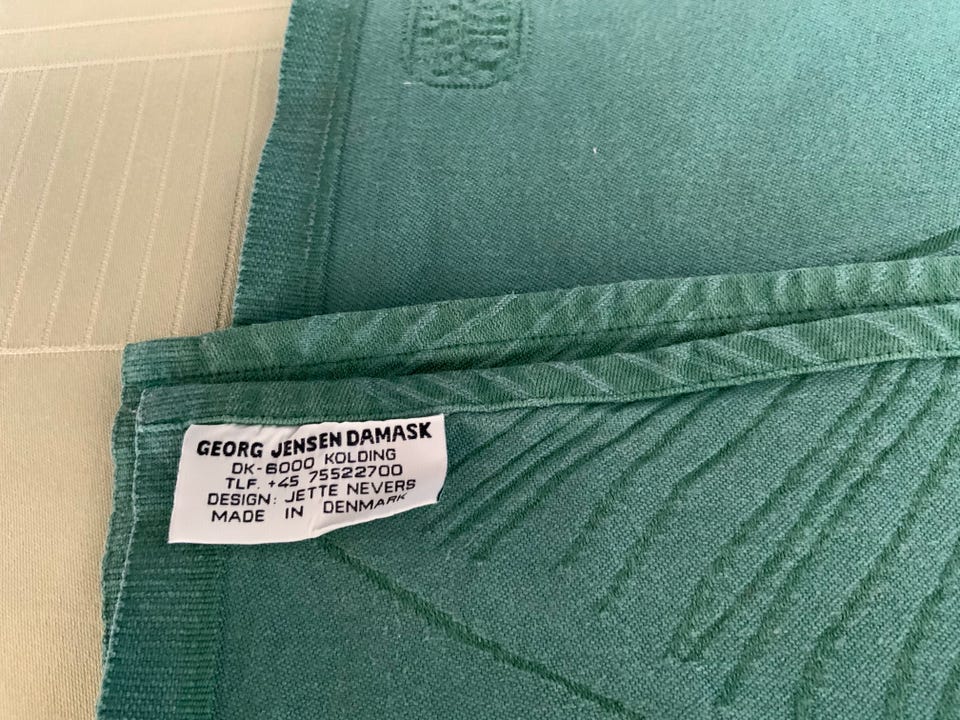 GEORG JENSEN DAMASK
DK-6000 KOLDING
TLF. +45 75522700
DESIGN: JETTE NEVERS
MADE IN DENMARK